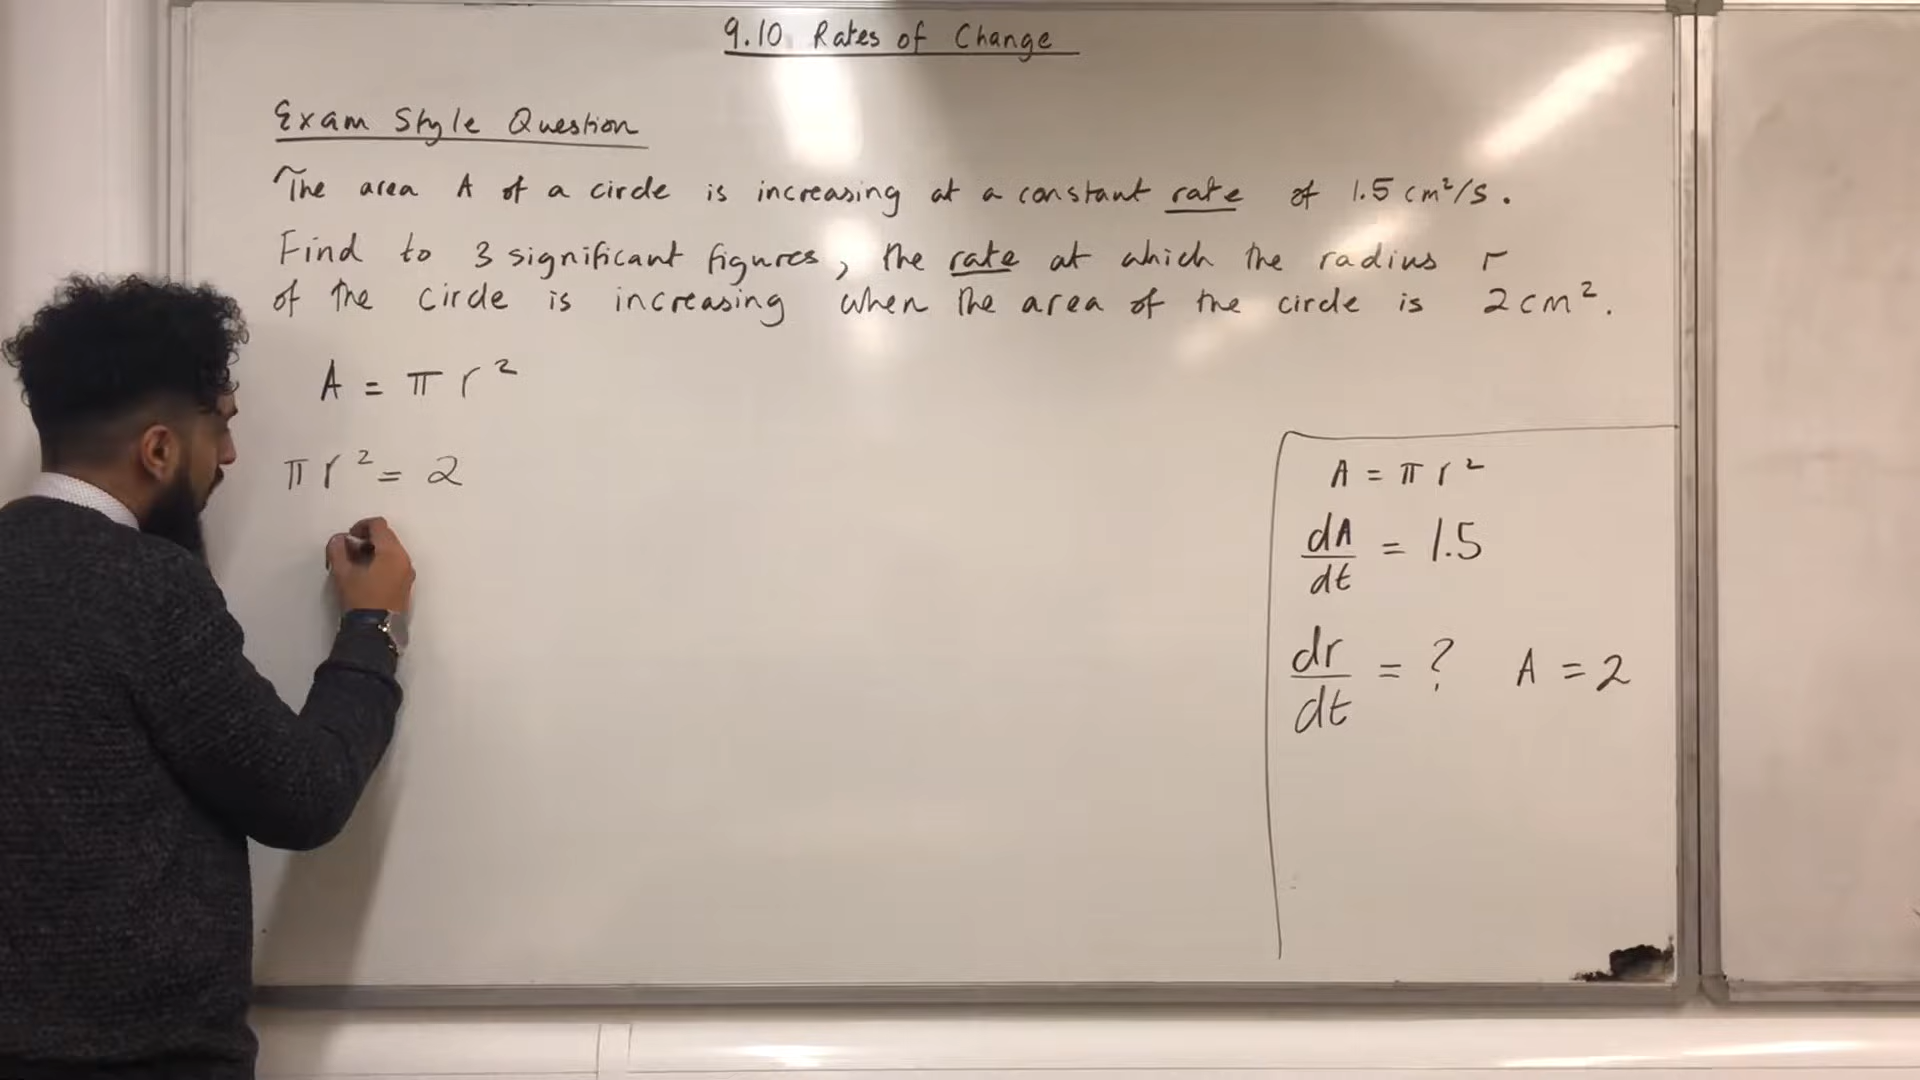 9.10 Rates of Change
Exam Style Question
The area A of a circle is increasing at a constant rate of 1.5 cm²/s.
Find to 3 significant figures, the rate at which the radius r
of the circle is increasing when the area of the circle is 2cm².
A = π r²
π r² = 2
A = π r²
dA/dt = 1.5
dr/dt = ? A = 2